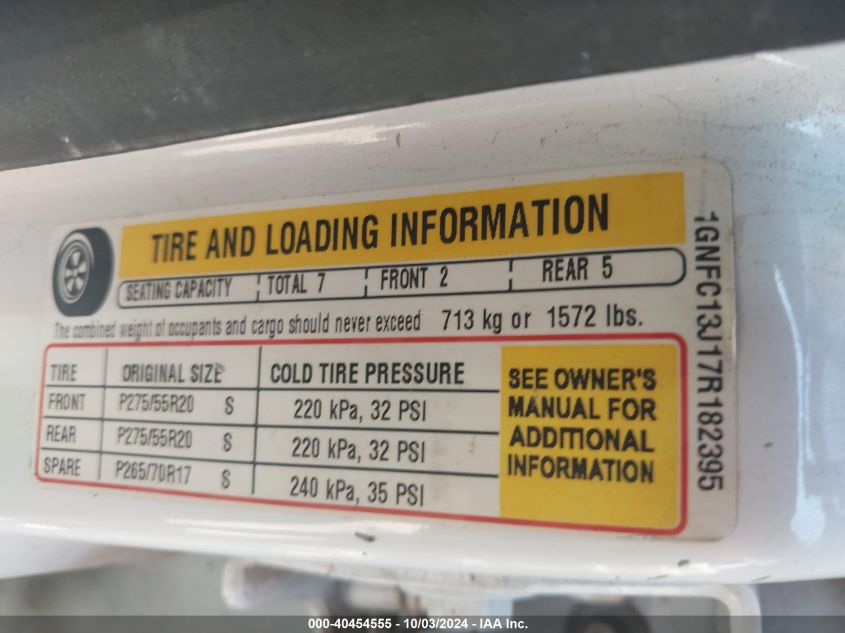 TIRE AND LOADING INFORMATION
SEATING CAPACITY TOTAL 7 FRONT 2 REAR 5
The combined weight of occupants and cargo should never exceed 713 kg or 1572 lbs.
TIRE ORIGINAL SIZE COLD TIRE PRESSURE
FRONT P275/55R20 S 220 kPa, 32 PSI
REAR P275/55R20 S 220 kPa, 32 PSI
SPARE P265/70R17 S 240 kPa, 35 PSI
SEE OWNER'S
MANUAL FOR
ADDITIONAL
INFORMATION
1GNFC13J17R182395
000-40454555 - 10/03/2024 - IAA Inc.